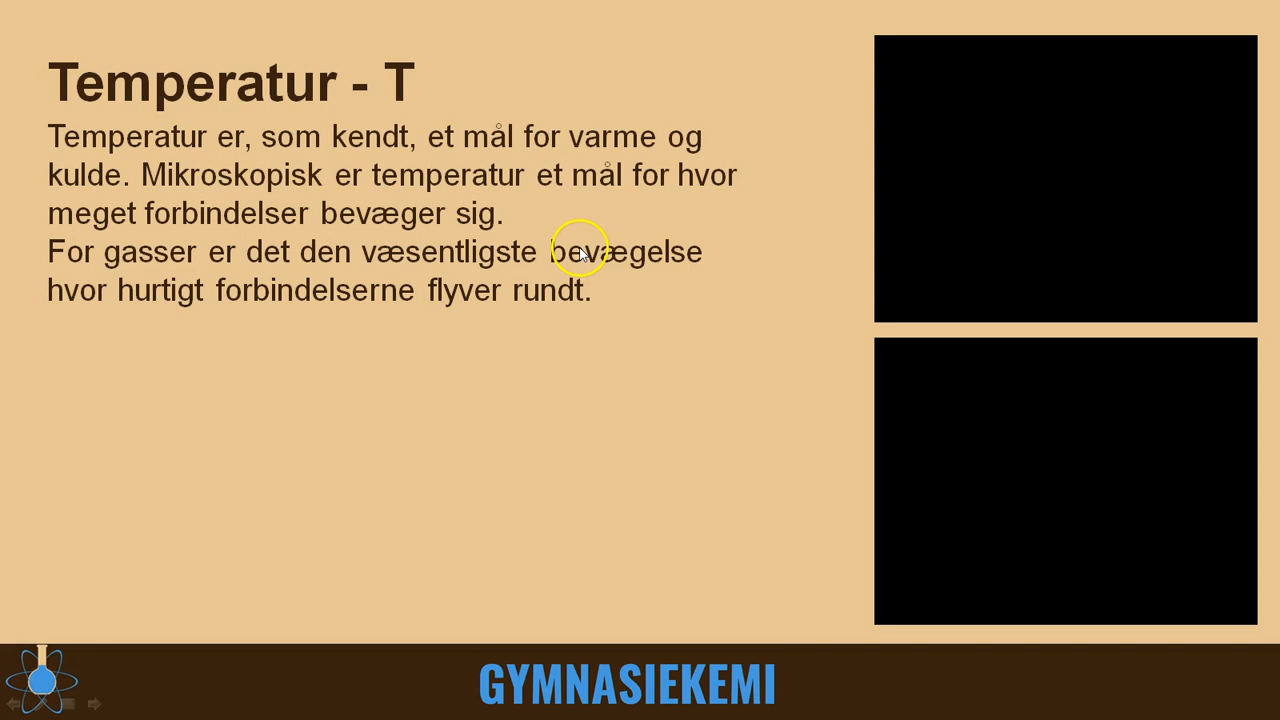 Temperatur - T
Temperatur er, som kendt, et mål for varme og
kulde. Mikroskopisk er temperatur et mål for hvor
meget forbindelser bevæger sig.
For gasser er det den væsentligste bevægelse
hvor hurtigt forbindelserne flyver rundt.
GYMNASIEKEMI